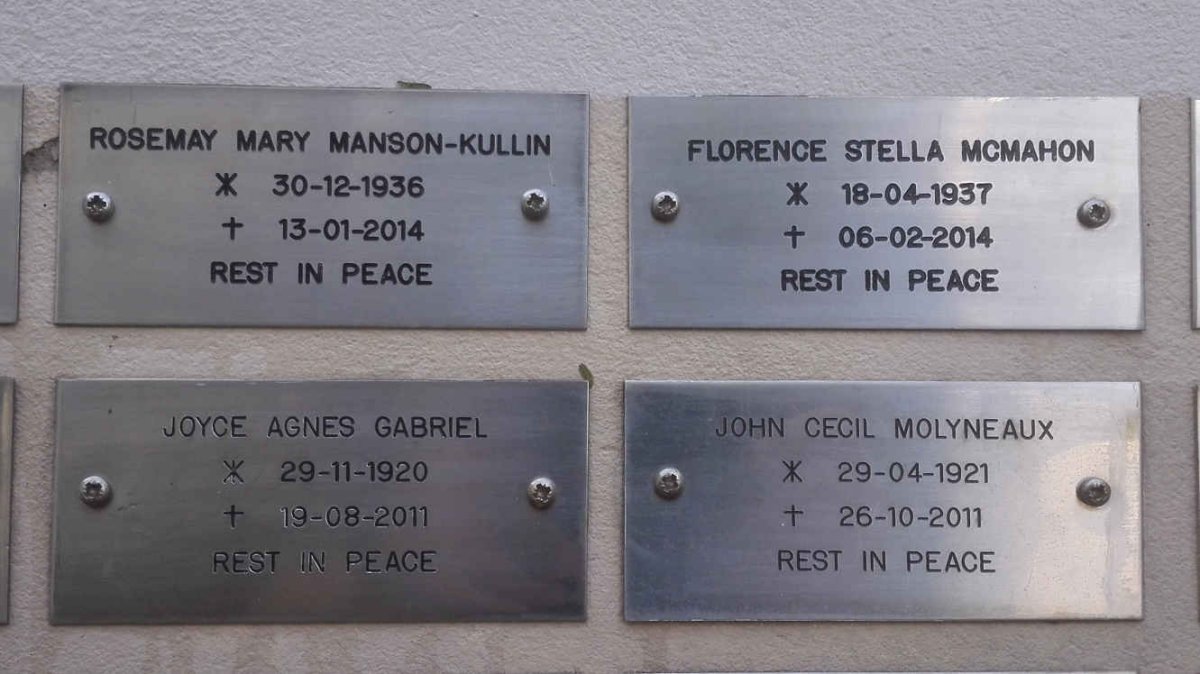 ROSEMAY MARY MANSON-KULLIN
30-12-1936
† 13-01-2014
REST IN PEACE
FLORENCE STELLA MCMAHON
18-04-1937
† 06-02-2014
REST IN PEACE
JOYCE AGNES GABRIEL
29-11-1920
† 19-08-2011
REST IN PEACE
JOHN CECIL MOLYNEAUX
29-04-1921
† 26-10-2011
REST IN PEACE